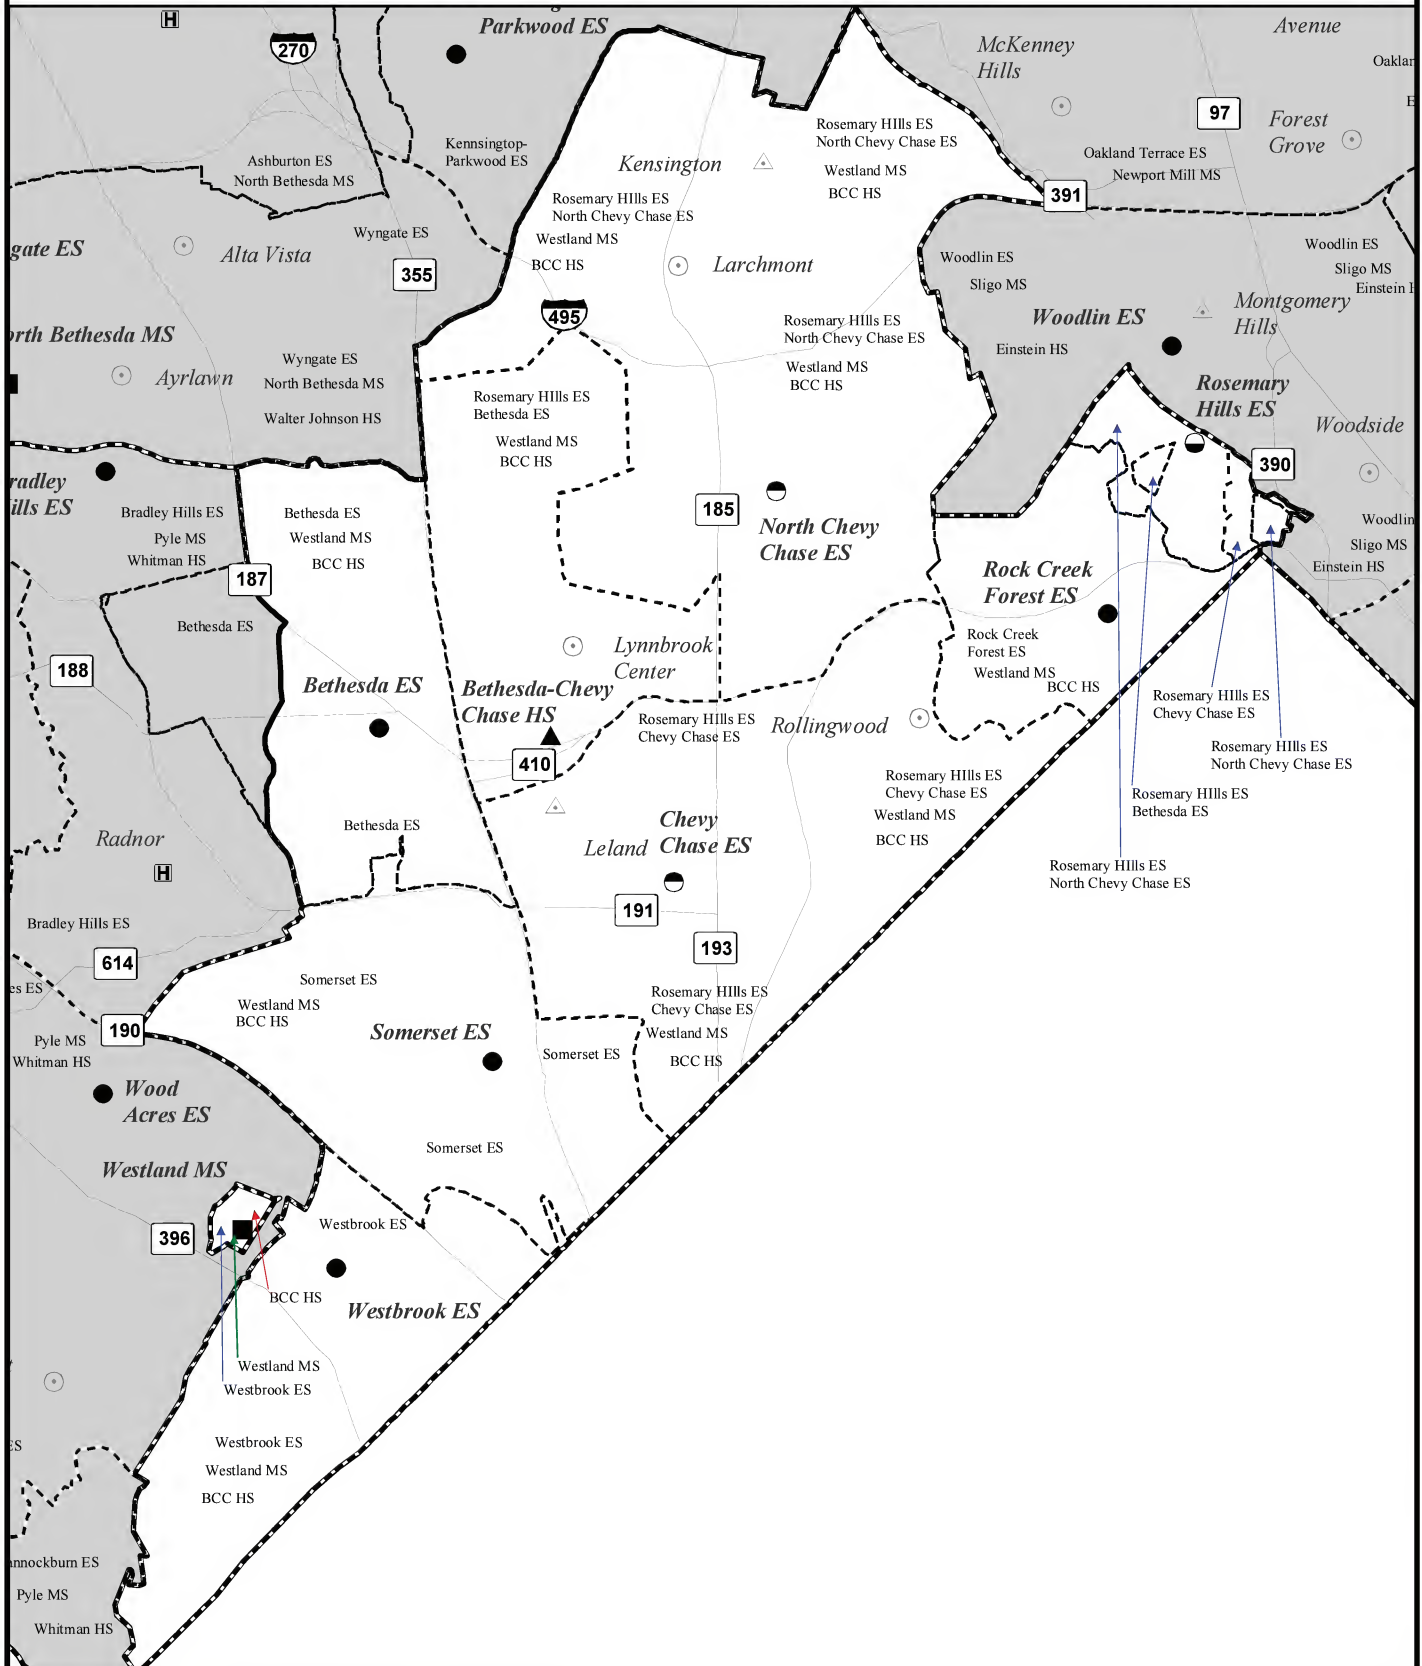 H
Parkwood ES
270
Kennsingtop-
Parkwood ES
Ashburton ES
North Bethesda MS
Wyngate ES
gate ES
Alta Vista
355
orth Bethesda MS
Wyngate ES
Ayrlawn
North Bethesda MS
Walter Johnson HS
McKenney
Hills
Avenue
97
Forest
Grove
Oakland Terrace ES
Newport Mill MS
391
Rosemary HIlls ES
North Chevy Chase ES
Westland MS
BCC HS
Kensington
Rosemary HIlls ES
North Chevy Chase ES
Westland MS
BCC HS
Larchmont
495
Woodlin ES
Sligo MS
Woodlin ES
Einstein HS
Woodlin ES
Sligo MS
Einstein
Montgomery
Hills
Rosemary
Hills ES
Woodside
390
Woodlin
Sligo MS
Einstein HS
Rosemary HIlls ES
North Chevy Chase ES
Westland MS
BCC HS
Rosemary HIlls ES
Bethesda ES
Westland MS
BCC HS
185
North Chevy
Chase ES
radley
ills ES
Bradley Hills ES
Pyle MS
Whitman HS
Bethesda ES
Westland MS
BCC HS
187
Bethesda ES
188
Bethesda ES
Bethesda-Chevy
Chase HS
410
Lynnbrook
Center
Rosemary HIlls ES
Chevy Chase ES
Rollingwood
Rock Creek
Forest ES
Rock Creek
Forest ES
Westland MS
BCC HS
Rosemary HIlls ES
Chevy Chase ES
Rosemary HIlls ES
North Chevy Chase ES
Rosemary HIlls ES
Bethesda ES
Rosemary HIlls ES
North Chevy Chase ES
Rosemary HIlls ES
Chevy Chase ES
Westland MS
BCC HS
Bethesda ES
Leland
Chevy
Chase ES
191
193
Radnor
H
Bradley Hills ES
614
es ES
190
Pyle MS
Whitman HS
Somerset ES
Westland MS
BCC HS
Somerset ES
Somerset ES
Rosemary HIlls ES
Chevy Chase ES
Westland MS
BCC HS
Somerset ES
Wood
Acres ES
Westland MS
396
Westbrook ES
BCC HS
Westbrook ES
Westland MS
Westbrook ES
Westbrook ES
Westland MS
BCC HS
ES
annockburn ES
Pyle MS
Whitman HS